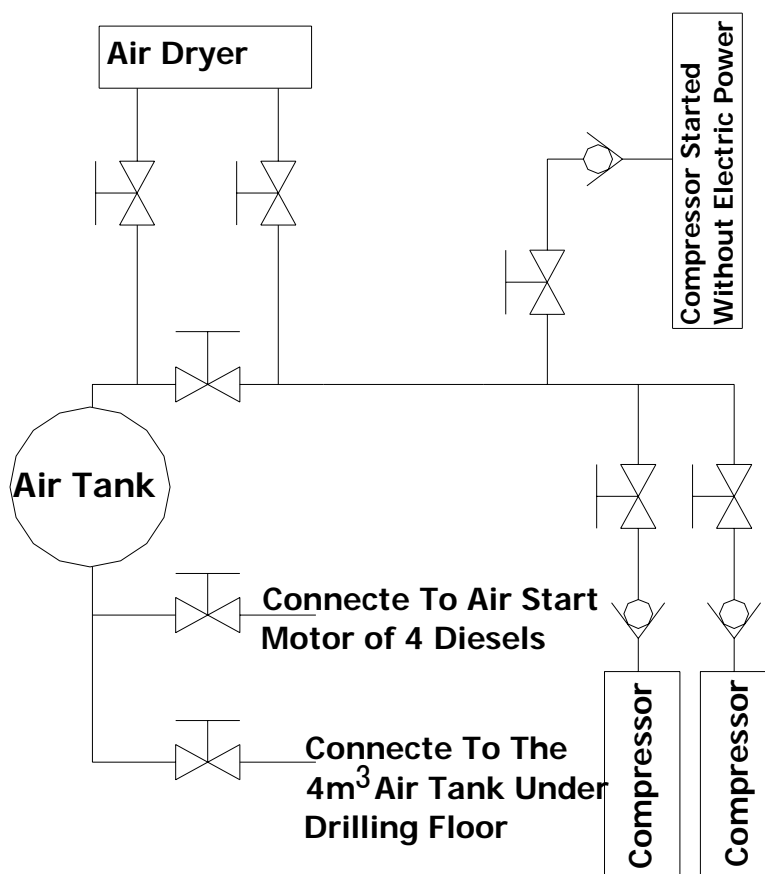 Air Dryer
Compressor Started
Without Electric Power
Air Tank
Connecte To Air Start
Motor of 4 Diesels
Connecte To The
4m³ Air Tank Under
Drilling Floor
Compressor
Compressor